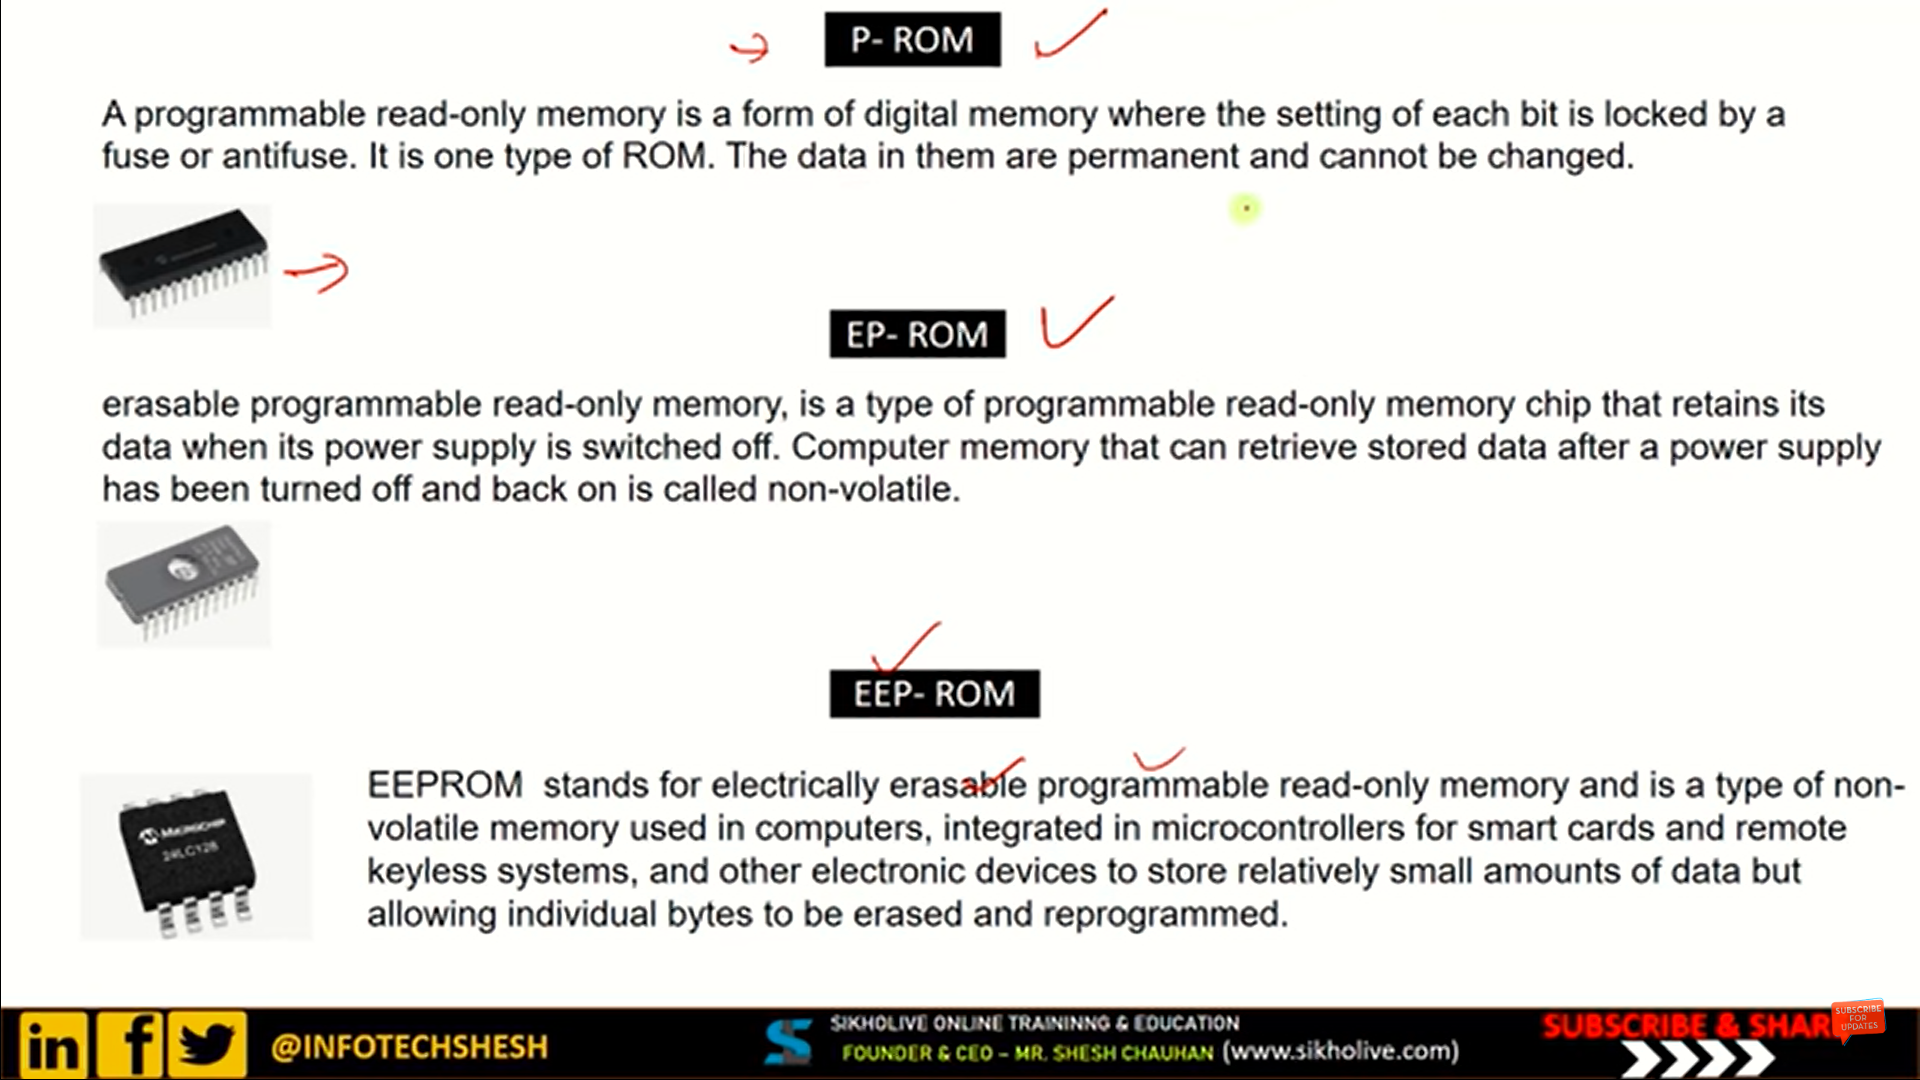 P- ROM
A programmable read-only memory is a form of digital memory where the setting of each bit is locked by a
fuse or antifuse. It is one type of ROM. The data in them are permanent and cannot be changed.
EP- ROM
erasable programmable read-only memory, is a type of programmable read-only memory chip that retains its
data when its power supply is switched off. Computer memory that can retrieve stored data after a power supply
has been turned off and back on is called non-volatile.
EEP- ROM
EEPROM stands for electrically erasable programmable read-only memory and is a type of non-
volatile memory used in computers, integrated in microcontrollers for smart cards and remote
keyless systems, and other electronic devices to store relatively small amounts of data but
allowing individual bytes to be erased and reprogrammed.
MICROCHIP
24LC128
in f
@INFOTECHSHESH
SIKHOLIVE ONLINE TRAININNG & EDUCATION
FOUNDER & CEO – MR. SHESH CHAUHAN (www.sikholive.com)
SUBSCRIBE & SHAR
SUBSCRIBE
FOR
UPDATES